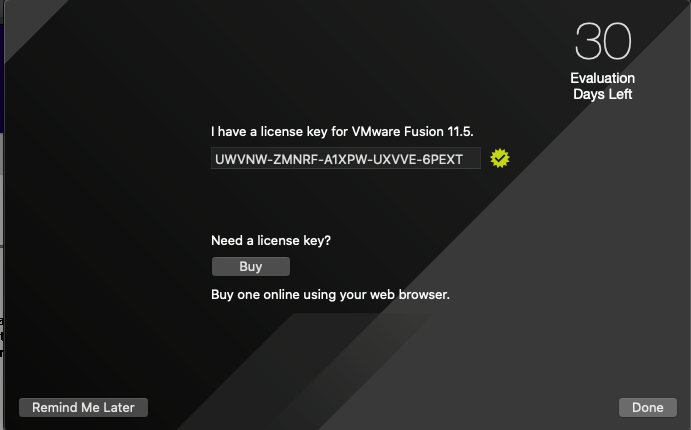 30
Evaluation
Days Left
I have a license key for VMware Fusion 11.5.
UWVNW-ZMNRF-A1XPW-UXVVE-6PEXT
Need a license key?
Buy
Buy one online using your web browser.
Remind Me Later
Done